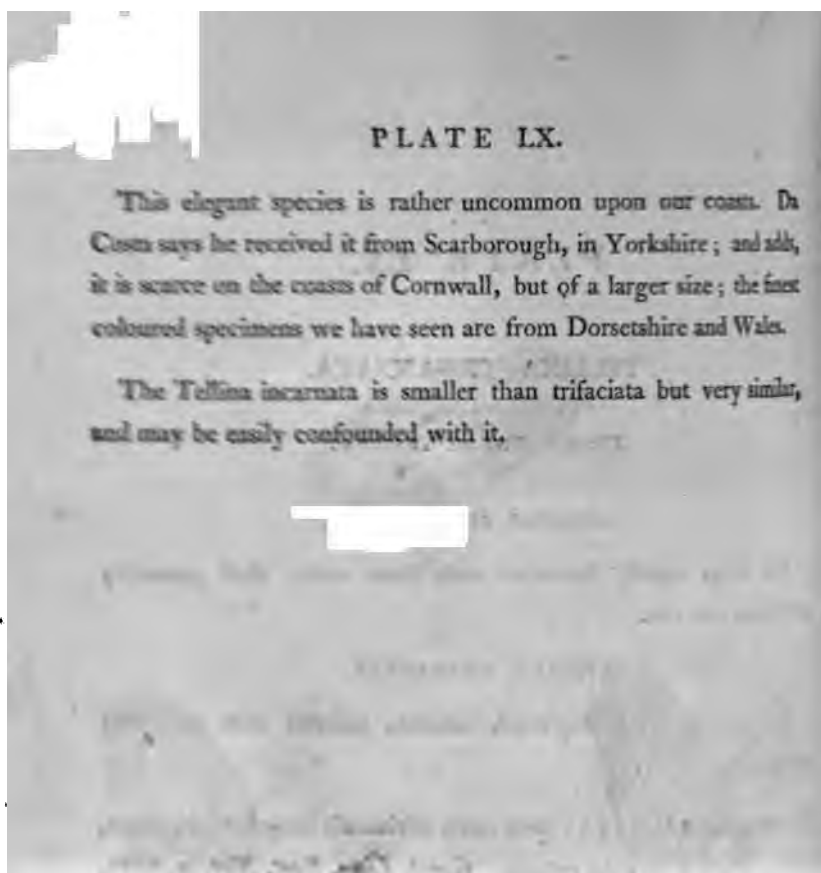 PLATE LX.
This elegant species is rather uncommon upon our coasts. Da
Costa says he received it from Scarborough, in Yorkshire; and adds,
it is scarce on the coasts of Cornwall, but of a larger size; the finest
coloured specimens we have seen are from Dorsetshire and Wales.
The Tellina incarnata is smaller than trifaciata but very similar,
and may be easily confounded with it.